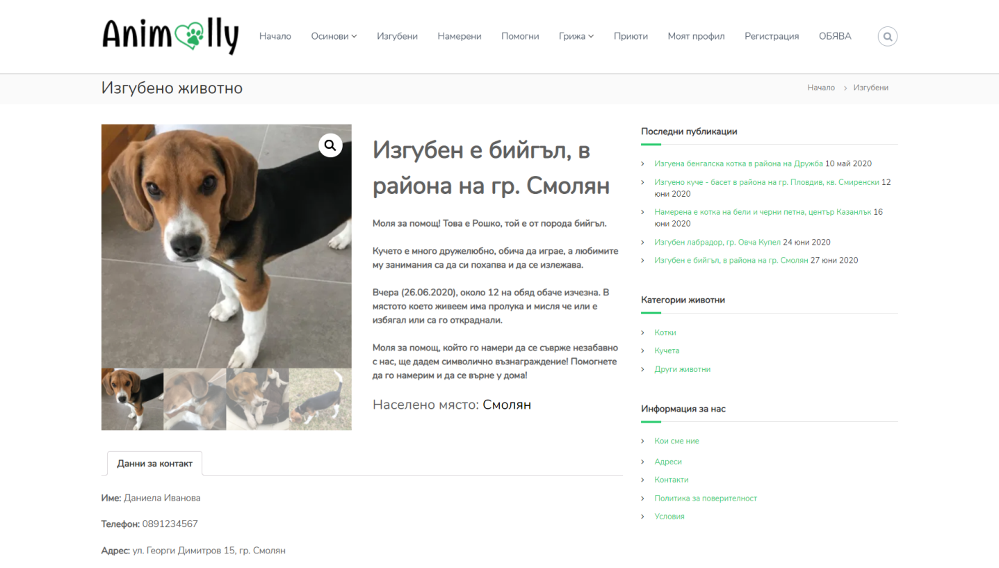 Anim lly
Начало Осинови Изгубени Намерени Помогни Грижа Приюти Моят профил Регистрация ОБЯВА
Изгубено животно
Начало > Изгубени
Изгубен е бийгъл, в
района на гр. Смолян
Моля за помощ! Това е Рошко, той е от порода бийгъл.
Кучето е много дружелюбно, обича да играе, а любимите
му занимания са да си похапва и да се излежава.
Вчера (26.06.2020), около 12 на обяд обаче изчезна. В
мястото което живеем има пролука и мисля че или е
избягал или са го откраднали.
Моля за помощ, който го намери да се съврже незабавно
с нас, ще дадем символично възнаграждение! Помогнете
да го намерим и да се върне у дома!
Населено място: Смолян
Данни за контакт
Име: Даниела Иванова
Телефон: 0891234567
Адрес: ул. Георги Димитров 15, гр. Смолян
Последни публикации
Изгуена бенгалска котка в района на Дружба 10 май 2020
Изгуено куче - басет в района на гр. Пловдив, кв. Смиренски 12
юни 2020
Намерена е котка на бели и черни петна, център Казанлък 16
юни 2020
Изгубен лабрадор, гр. Овча Купел 24 юни 2020
Изгубен е бийгъл, в района на гр. Смолян 27 юни 2020
Категории животни
Котки
Кучета
Други животни
Информация за нас
Кои сме ние
Адреси
Контакти
Политика за поверителност
Условия